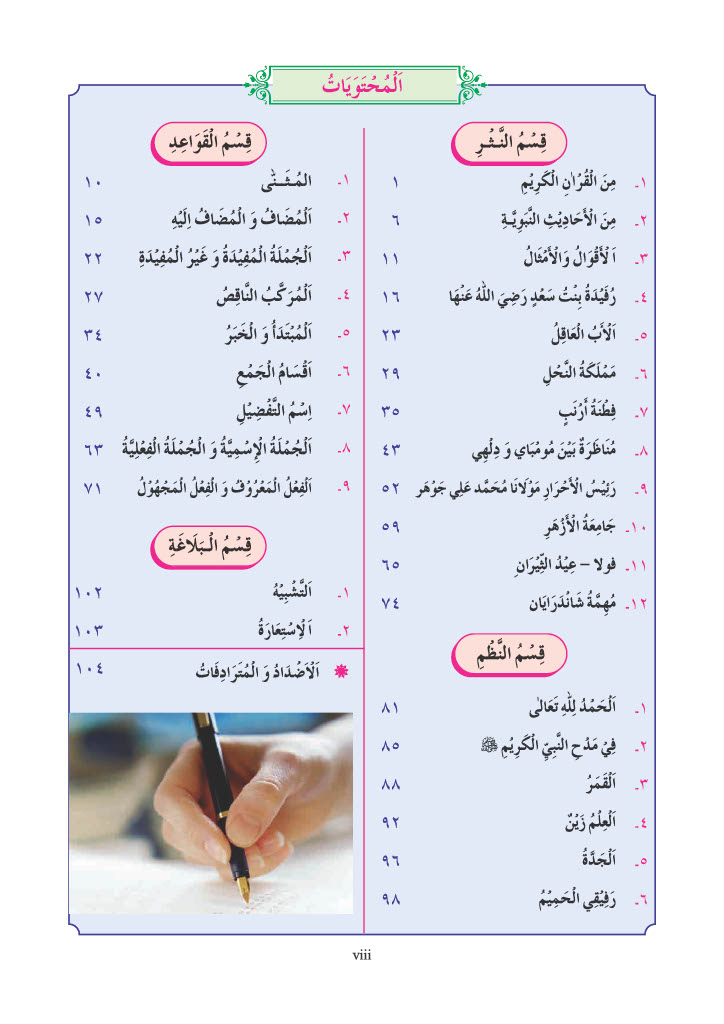 اَلْمُحْتَوَيَاتُ
قِسْمُ النَّثْرِ
١۔ مِنَ الْقُرْاٰنِ الْكَرِيْمِ ١
٢۔ مِنَ الْأَحَادِيْثِ النَّبَوِيَّةِ ٦
٣۔ اَلْأَقْوَالُ وَالْأَمْثَالُ ١١
٤۔ رُفَيْدَةُ بِنْتُ سَعْدٍ رَضِيَ اللّٰهُ عَنْهَا ١٦
٥۔ اَلْأَبُ الْعَاقِلُ ٢٣
٦۔ مَمْلَكَةُ النَّحْلِ ٢٩
٧۔ فِطْنَةُ أَرْنَبٍ ٣٥
٨۔ مُنَاظَرَةٌ بَيْنَ مُومْبَاي وَ دِلْهِي ٤٣
٩۔ رَئِيْسُ الْأَحْرَارِ مَوْلَانَا مُحَمَّد عَلِي جَوْهَر ٥٢
١٠۔ جَامِعَةُ الْأَزْهَرِ ٥٩
١١۔ فولا – عِيْدُ الثِّيْرَانِ ٦٥
١٢۔ مُهِمَّةُ شَانْدَرَايَان ٧٤
قِسْمُ النَّظْمِ
١۔ اَلْحَمْدُ لِلّٰهِ تَعَالٰى ٨١
٢۔ فِيْ مَدْحِ النَّبِيِّ الْكَرِيْمِ ﷺ ٨٥
٣۔ اَلْقَمَرُ ٨٨
٤۔ اَلْعِلْمُ زَيْنٌ ٩٢
٥۔ اَلْجَدَّةُ ٩٦
٦۔ رَفِيْقِي الْحَمِيْمُ ٩٨
قِسْمُ الْقَوَاعِدِ
١۔ المُثَنّٰى ١٠
٢۔ اَلْمُضَافُ وَ الْمُضَافُ اِلَيْهِ ١٥
٣۔ اَلْجُمْلَةُ الْمُفِيْدَةُ وَ غَيْرُ الْمُفِيْدَةِ ٢٢
٤۔ اَلْمُرَكَّبُ النَّاقِصُ ٢٧
٥۔ اَلْمُبْتَدَأُ وَ الْخَبَرُ ٣٤
٦۔ اَقْسَامُ الْجَمْعِ ٤٠
٧۔ اِسْمُ التَّفْضِيْلِ ٤٩
٨۔ اَلْجُمْلَةُ الْإِسْمِيَّةُ وَ الْجُمْلَةُ الْفِعْلِيَّةُ ٦٣
٩۔ اَلْفِعْلُ الْمَعْرُوْفُ وَ الْفِعْلُ الْمَجْهُوْلُ ٧١
قِسْمُ الْبَلَاغَةِ
١۔ اَلتَّشْبِيْهُ ١٠٢
٢۔ اَلْاِسْتِعَارَةُ ١٠٣
اَلْاَضْدَادُ وَ الْمُتَرَادِفَاتُ ١٠٤
viii